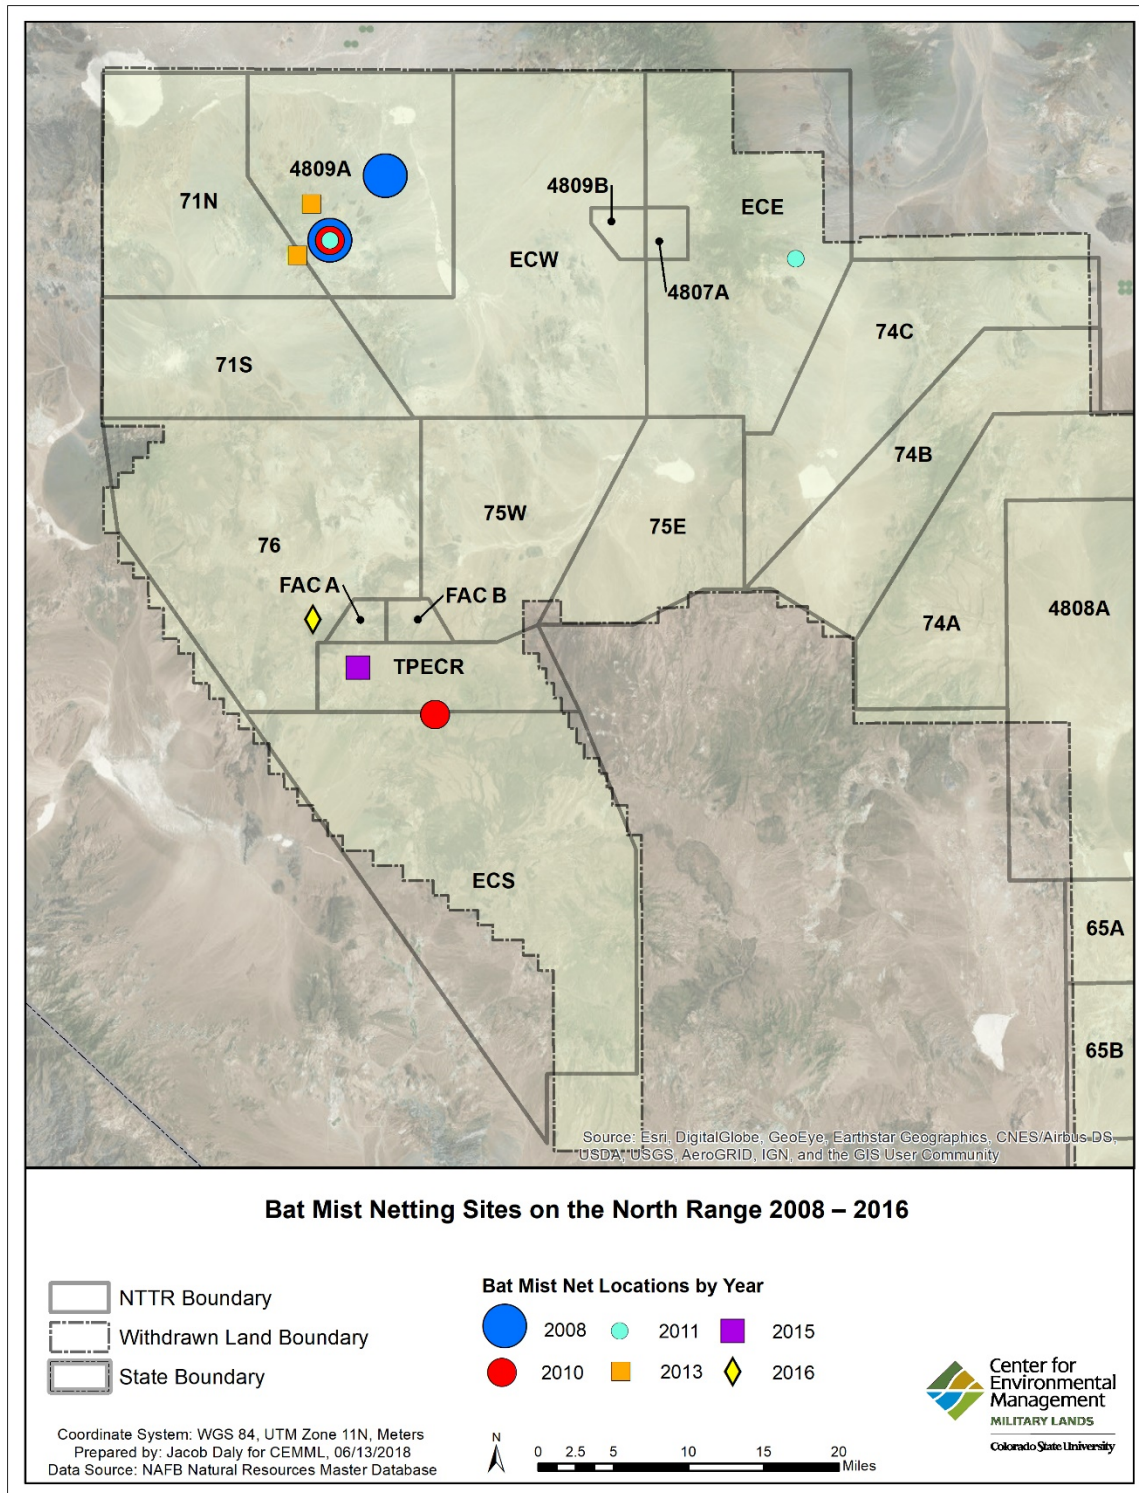 4809A
4809B
71N
ECE
ECW
4807A
74C
71S
74B
75W
75E
76
FAC A
FAC B
4808A
74A
TPECR
ECS
65A
65B
Source: Esri, DigitalGlobe, GeoEye, Earthstar Geographics, CNES/Airbus DS,
USDA, USGS, AeroGRID, IGN, and the GIS User Community
Bat Mist Netting Sites on the North Range 2008 – 2016
NTTR Boundary
Withdrawn Land Boundary
State Boundary
Bat Mist Net Locations by Year
2008 2011 2015
2010 2013 2016
Coordinate System: WGS 84, UTM Zone 11N, Meters
Prepared by: Jacob Daly for CEMML, 06/13/2018
Data Source: NAFB Natural Resources Master Database
N
0 2.5 5 10 15 20
Miles
Center for
Environmental
Management
MILITARY LANDS
Colorado State University